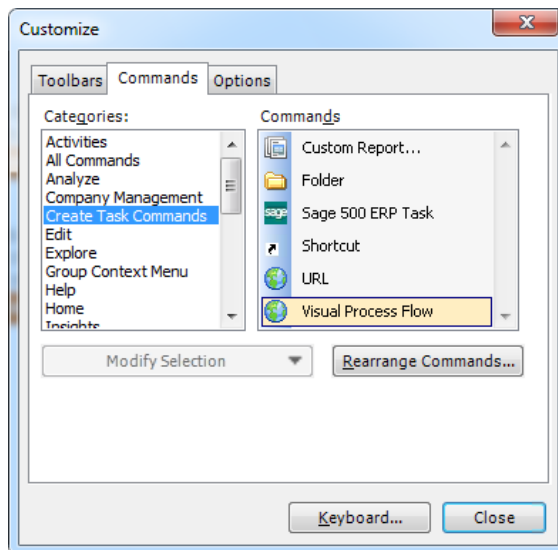 Customize
Toolbars Commands Options
Categories:
Activities
All Commands
Analyze
Company Management
Create Task Commands
Edit
Explore
Group Context Menu
Help
Home
Insights
Commands
Custom Report...
Folder
sage Sage 500 ERP Task
Shortcut
URL
Visual Process Flow
Modify Selection
Rearrange Commands...
Keyboard...
Close